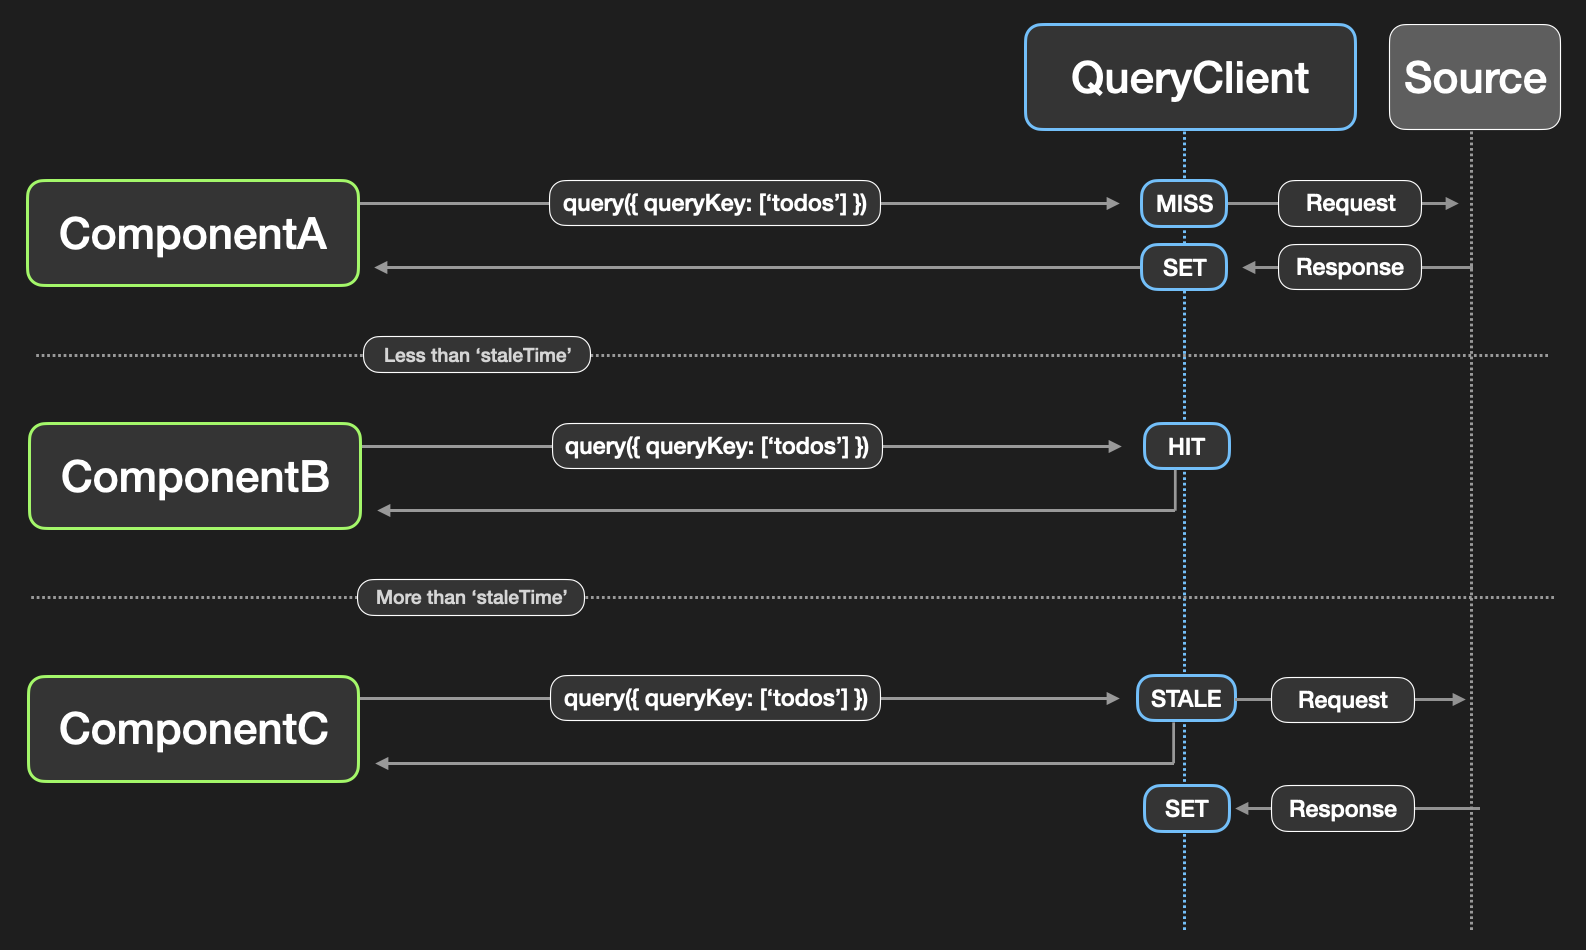 QueryClient
Source
ComponentA
query({ queryKey: [‘todos’] })
MISS
Request
SET
Response
Less than ‘staleTime’
ComponentB
query({ queryKey: [‘todos’] })
HIT
More than ‘staleTime’
ComponentC
query({ queryKey: [‘todos’] })
STALE
Request
SET
Response